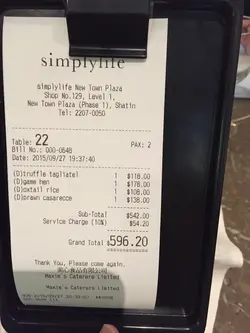 simplylife
simplylife New Town Plaza
Shop No.129, Level 1,
New Town Plaza (Phase 1), Shatin
Tel: 2207-0050
Table: 22
PAX: 2
Bill No.: 000-0648
Date: 2015/09/27 19:37:40
(D)truffle tagliatel 1 $118.00
(D)game hen 1 $178.00
(D)oxtail rice 1 $108.00
(D)prawn casarecce 1 $138.00
Sub-Total $542.00
Service Charge (10%) $54.20
Grand Total $596.20
Thank You, Please come again.
Maxim's Caterers Limited
Maxim's Caterers Limited